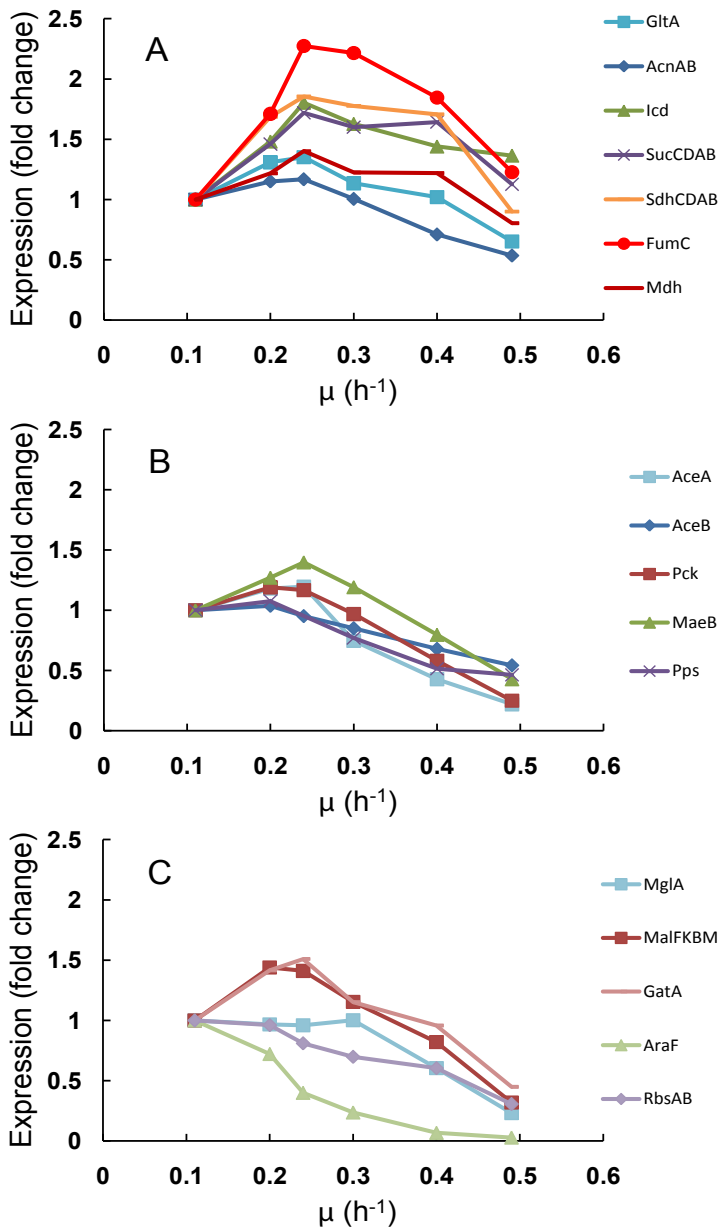 A
Expression (fold change)
2.5
2
1.5
1
0.5
0
0
0.1
0.2
0.3
0.4
0.5
0.6
μ (h-1)
GltA
AcnAB
Icd
SucCDAB
SdhCDAB
FumC
Mdh
B
Expression (fold change)
2.5
2
1.5
1
0.5
0
0
0.1
0.2
0.3
0.4
0.5
0.6
μ (h-1)
AceA
AceB
Pck
MaeB
Pps
C
Expression (fold change)
2.5
2
1.5
1
0.5
0
0
0.1
0.2
0.3
0.4
0.5
0.6
μ (h-1)
MglA
MalFKBM
GatA
AraF
RbsAB